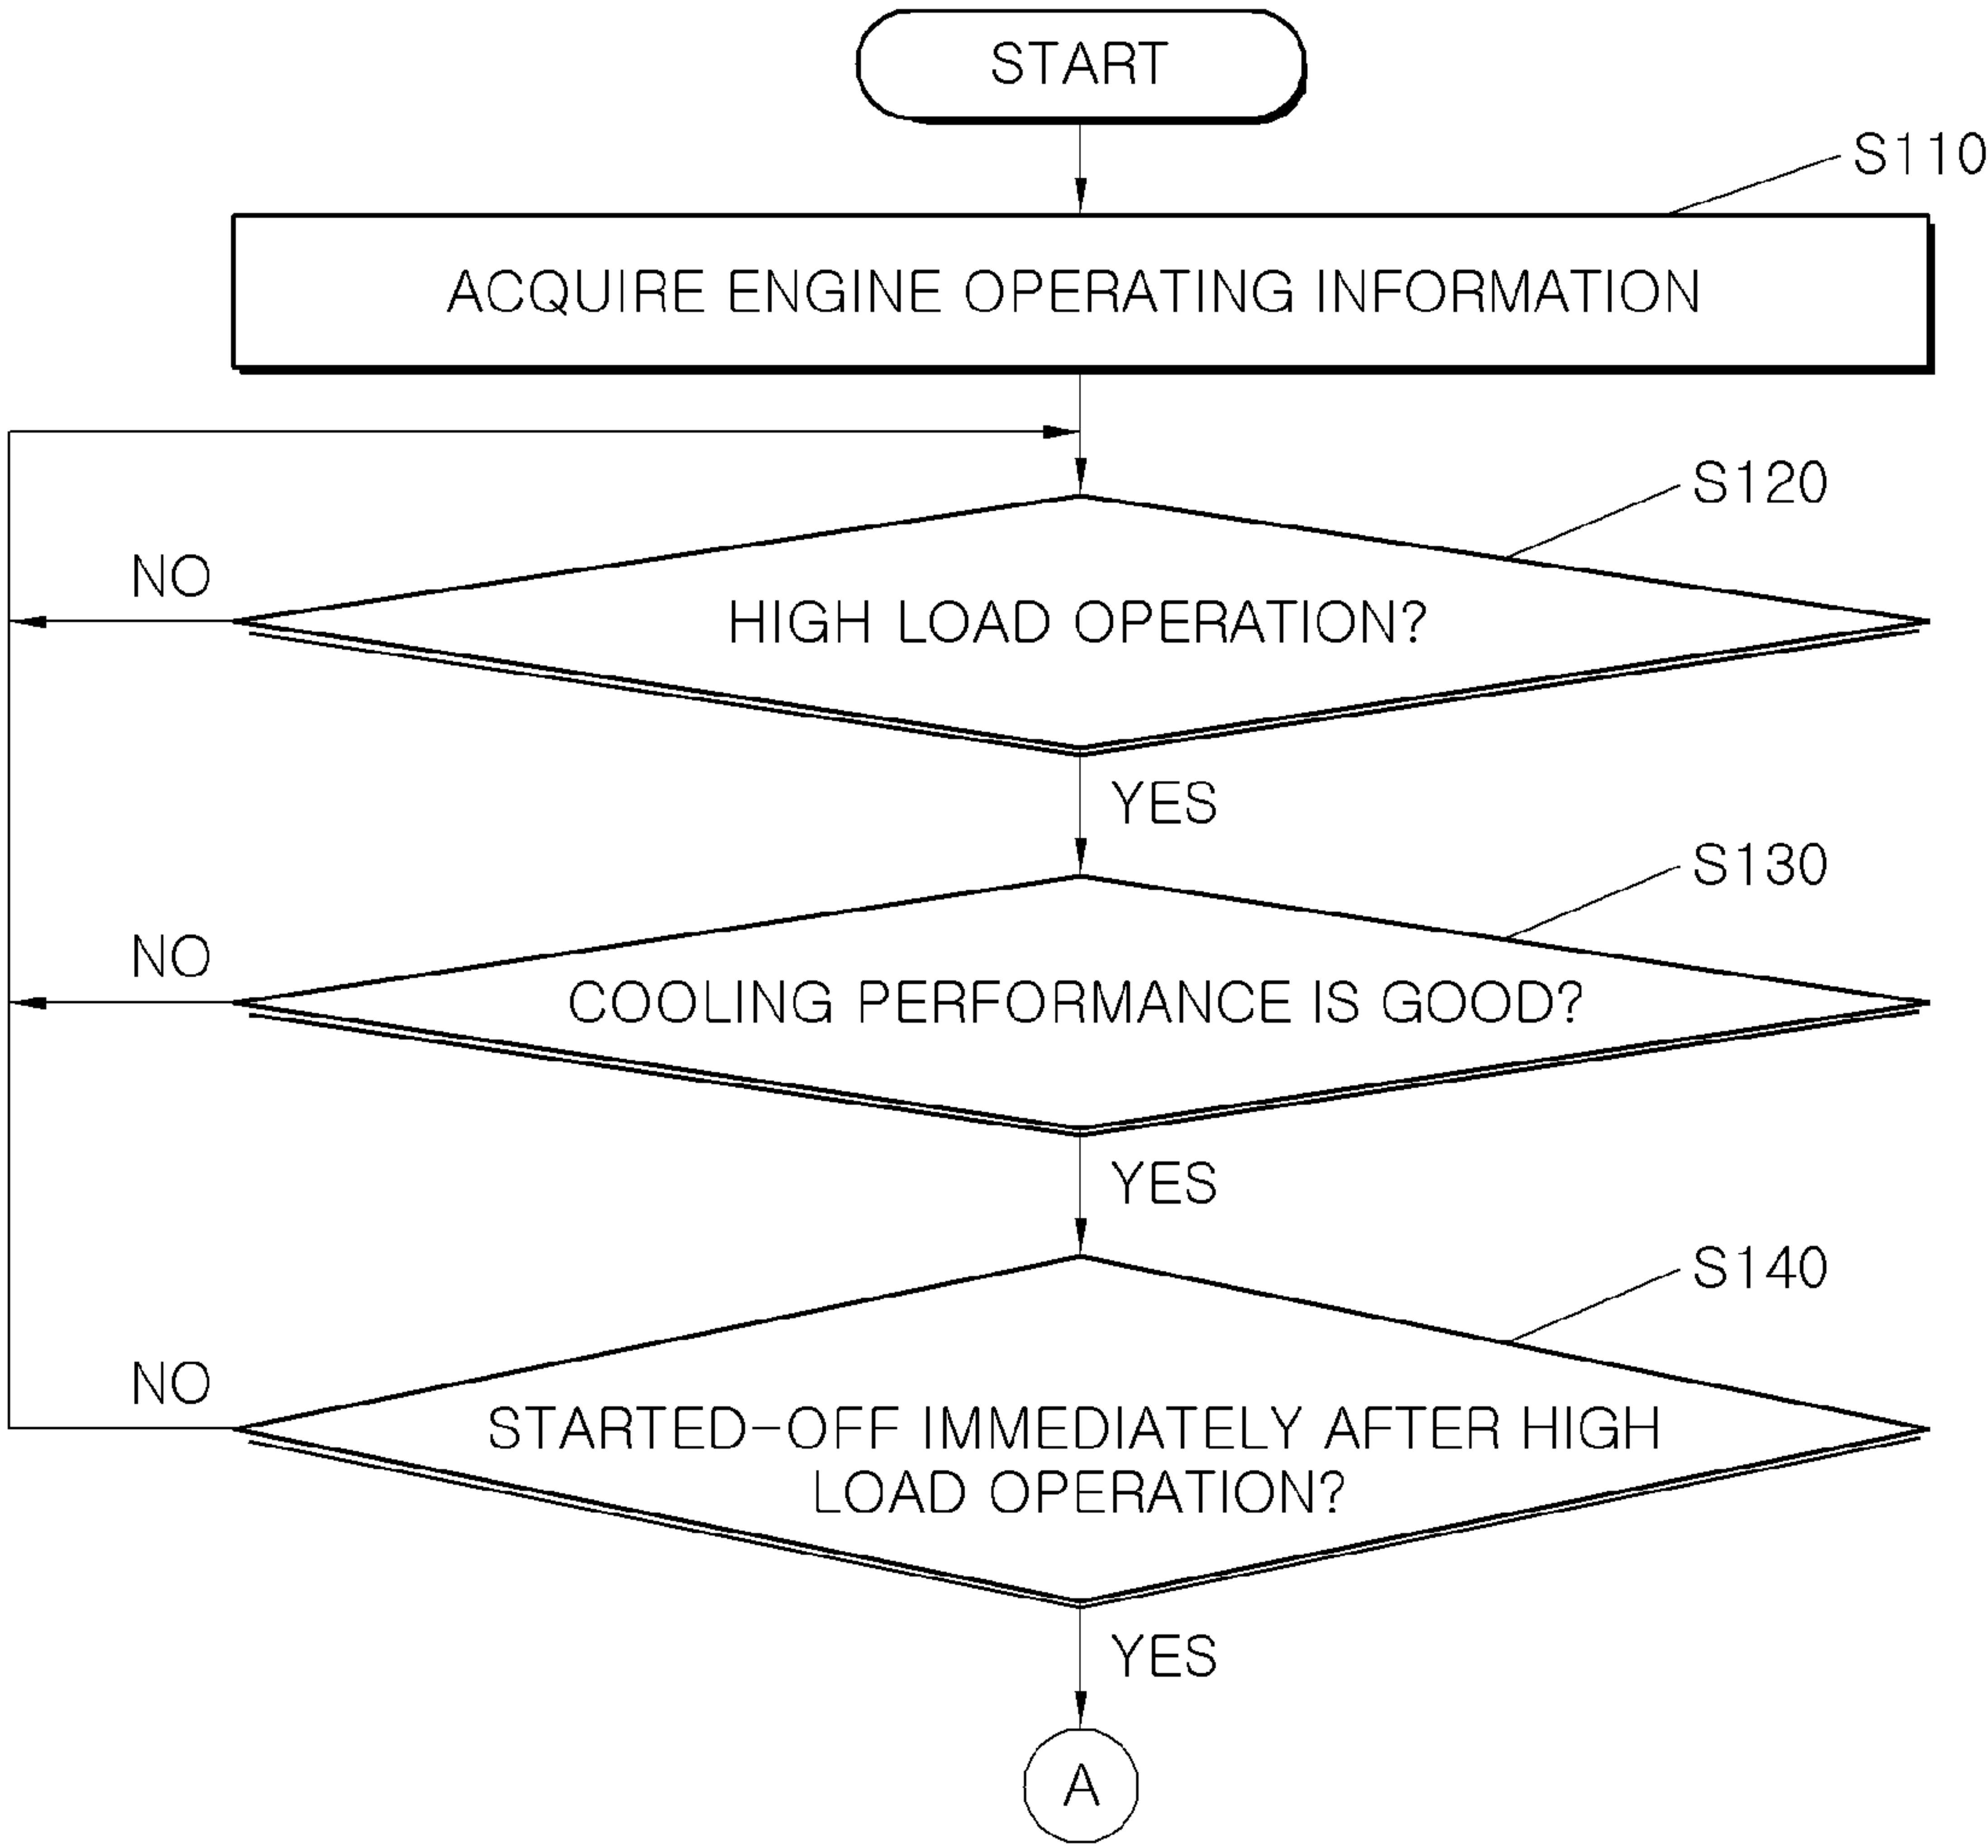 START
S110
ACQUIRE ENGINE OPERATING INFORMATION
S120
NO
HIGH LOAD OPERATION?
YES
S130
NO
COOLING PERFORMANCE IS GOOD?
YES
S140
NO
STARTED-OFF IMMEDIATELY AFTER HIGH
LOAD OPERATION?
YES
A